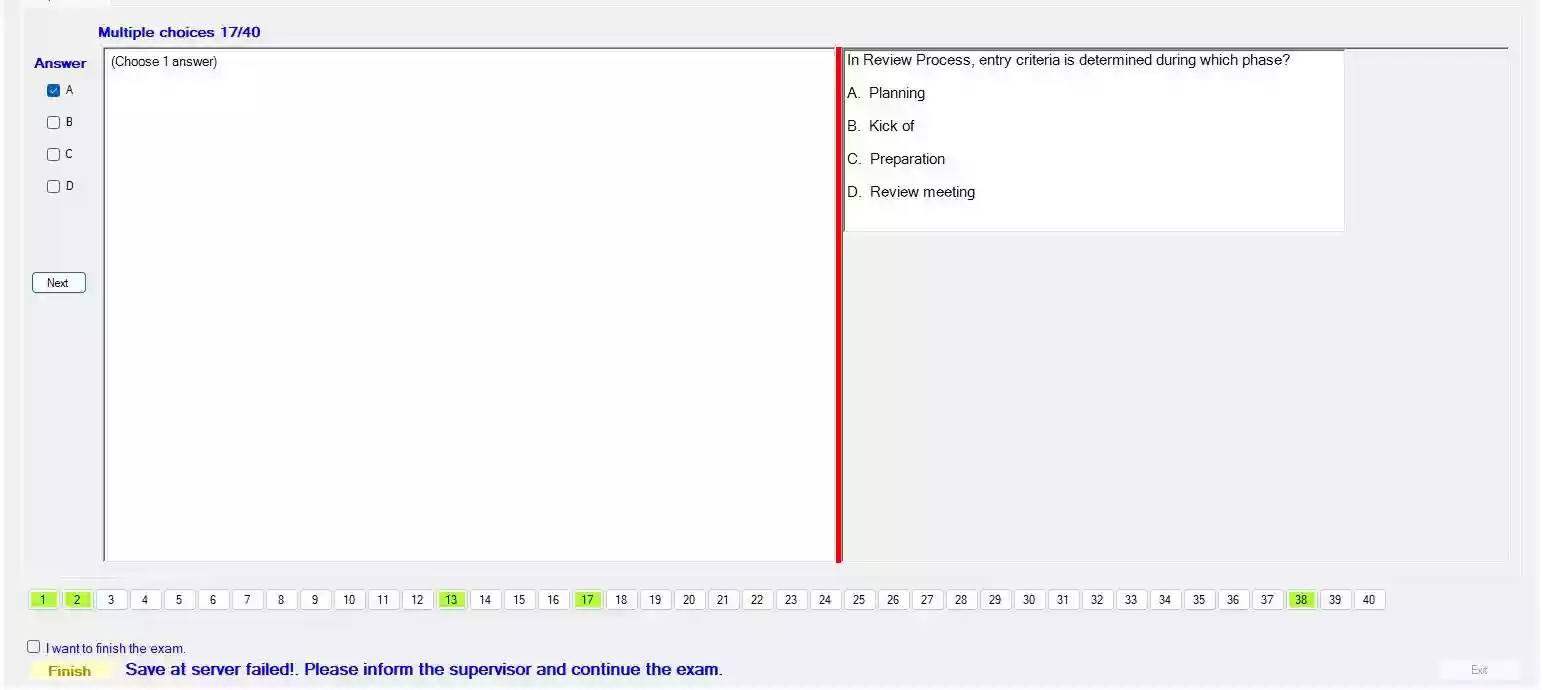 Multiple choices 17/40
Answer
(Choose 1 answer)
A
B
C
D
Next
In Review Process, entry criteria is determined during which phase?
A. Planning
B. Kick of
C. Preparation
D. Review meeting
1 2 3 4 5 6 7 8 9 10 11 12 13 14 15 16 17 18 19 20 21 22 23 24 25 26 27 28 29 30 31 32 33 34 35 36 37 38 39 40
I want to finish the exam.
Finish Save at server failed!. Please inform the supervisor and continue the exam.
Exit